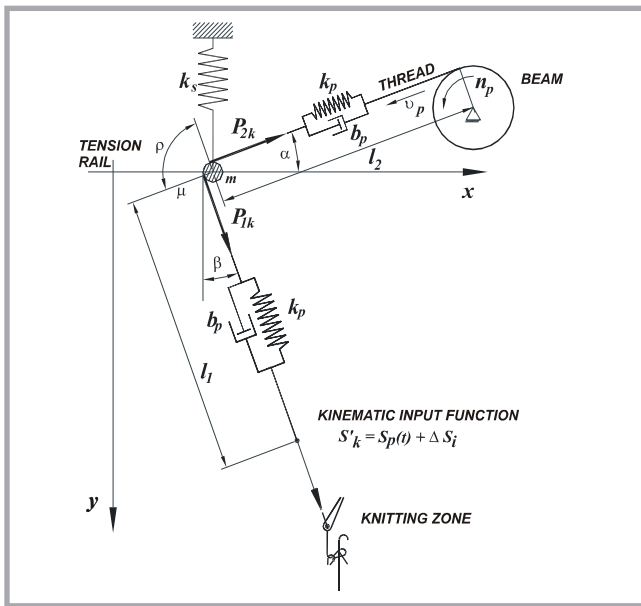 k_s
k_p
THREAD
n_p
BEAM
υ_p
P_2k
b_p
TENSION
RAIL
ρ
α
l_2
m
μ
x
P_1k
β
b_p
k_p
l_1
KINEMATIC INPUT FUNCTION
S'_k = S_p(t) + Δ S_i
y
KNITTING ZONE